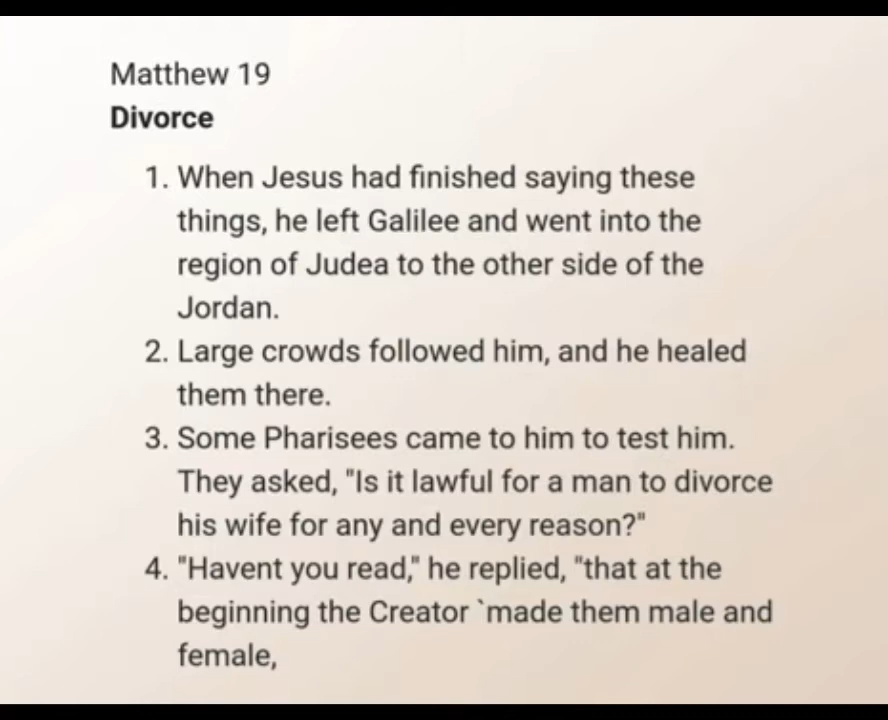 Matthew 19
Divorce
1. When Jesus had finished saying these
things, he left Galilee and went into the
region of Judea to the other side of the
Jordan.
2. Large crowds followed him, and he healed
them there.
3. Some Pharisees came to him to test him.
They asked, "Is it lawful for a man to divorce
his wife for any and every reason?"
4. "Havent you read," he replied, "that at the
beginning the Creator `made them male and
female,